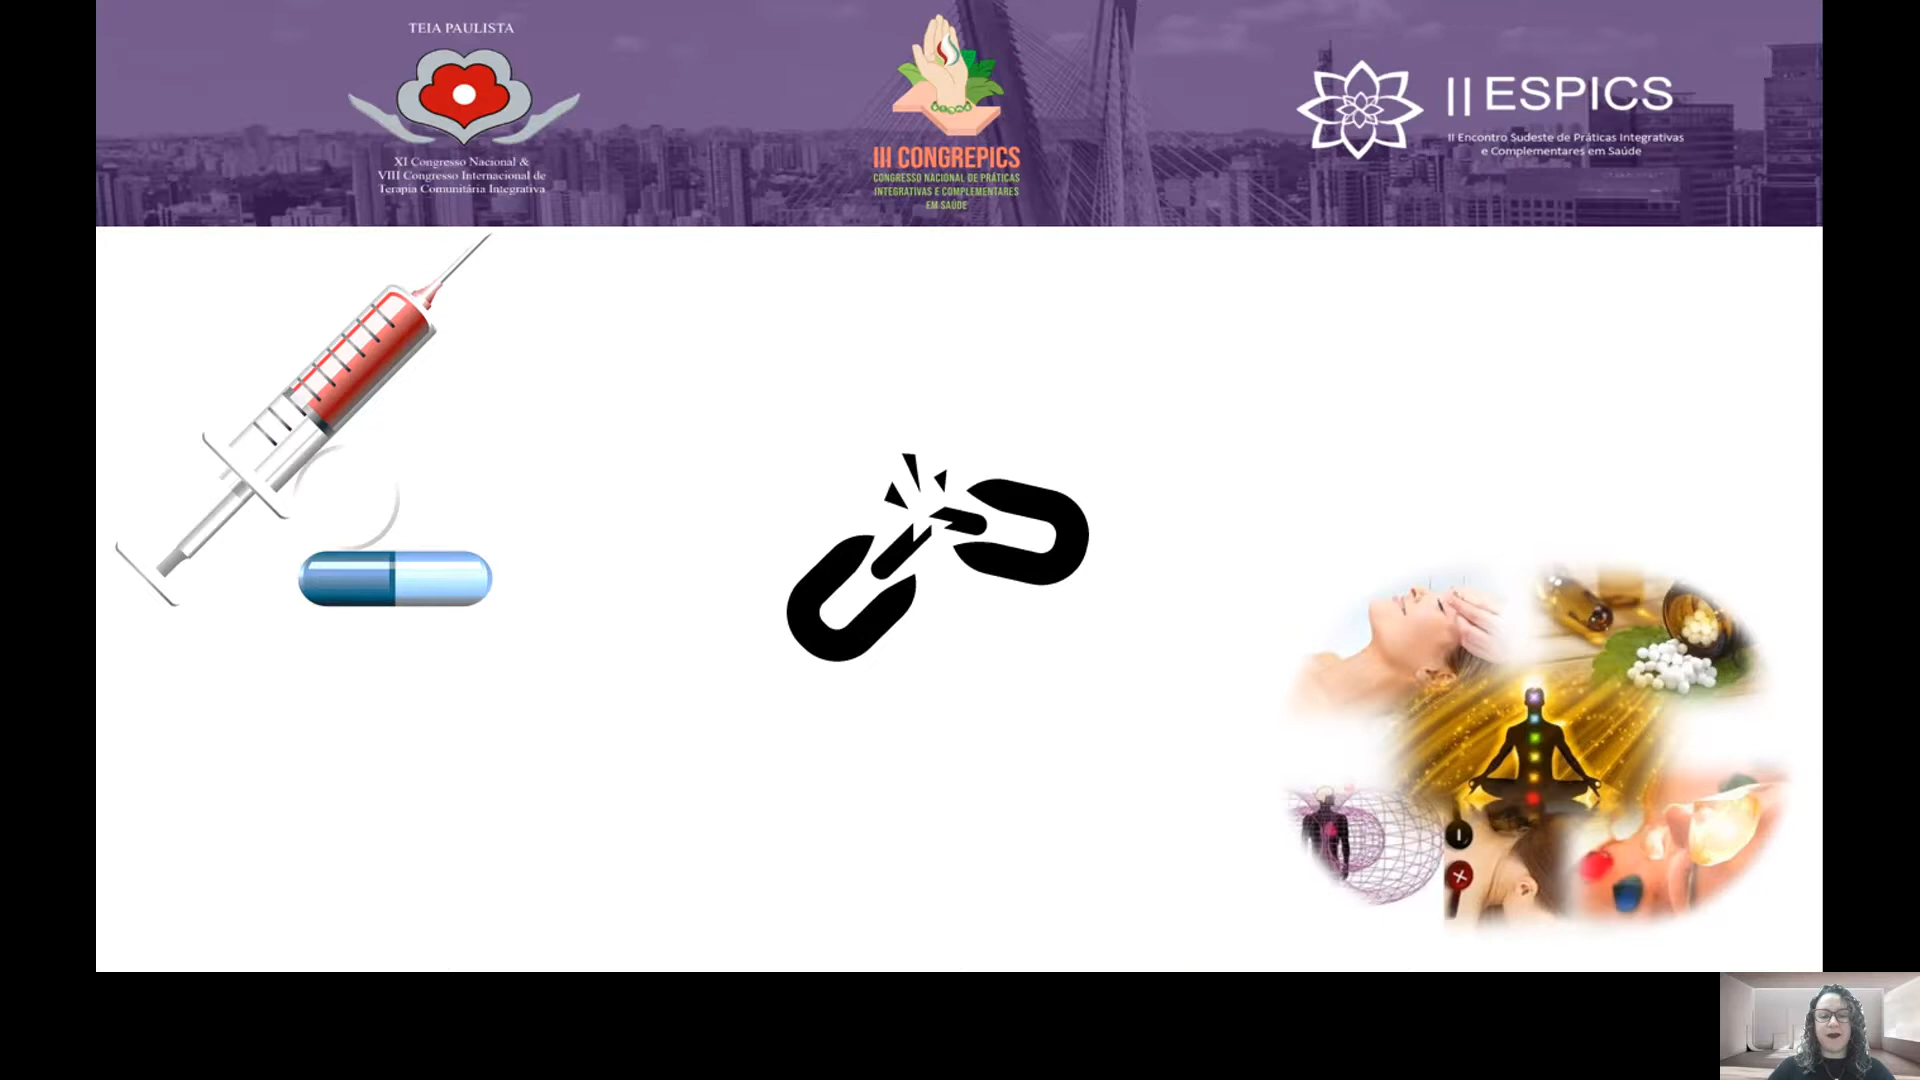 TEIA PAULISTA
XI Congresso Nacional &
VIII Congresso Internacional de
Terapia Comunitária Integrativa
III CONGREPICS
CONGRESSO NACIONAL DE PRÁTICAS
INTEGRATIVAS E COMPLEMENTARES
EM SAÚDE
II ESPICS
II Encontro Sudeste de Práticas Integrativas
e Complementares em Saúde